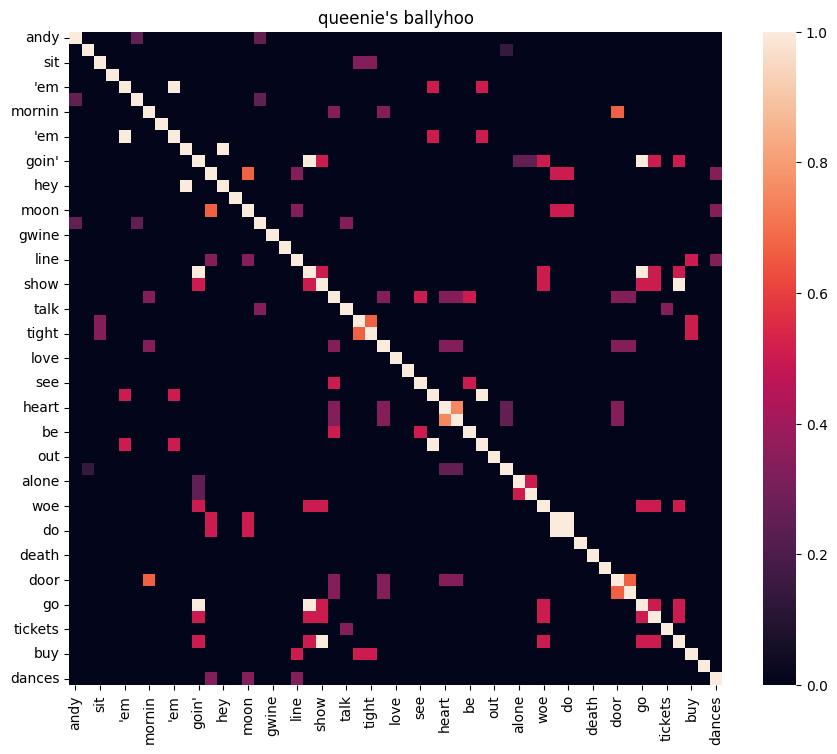 queenie's ballyhoo
andy
sit
'em
mornin
'em
goin'
hey
moon
gwine
line
show
talk
tight
love
see
heart
be
out
alone
woe
do
death
door
go
tickets
buy
dances
1.0
0.8
0.6
0.4
0.2
0.0
andy sit 'em mornin 'em goin' hey moon gwine line show talk tight love see heart be out alone woe do death door go tickets buy dances